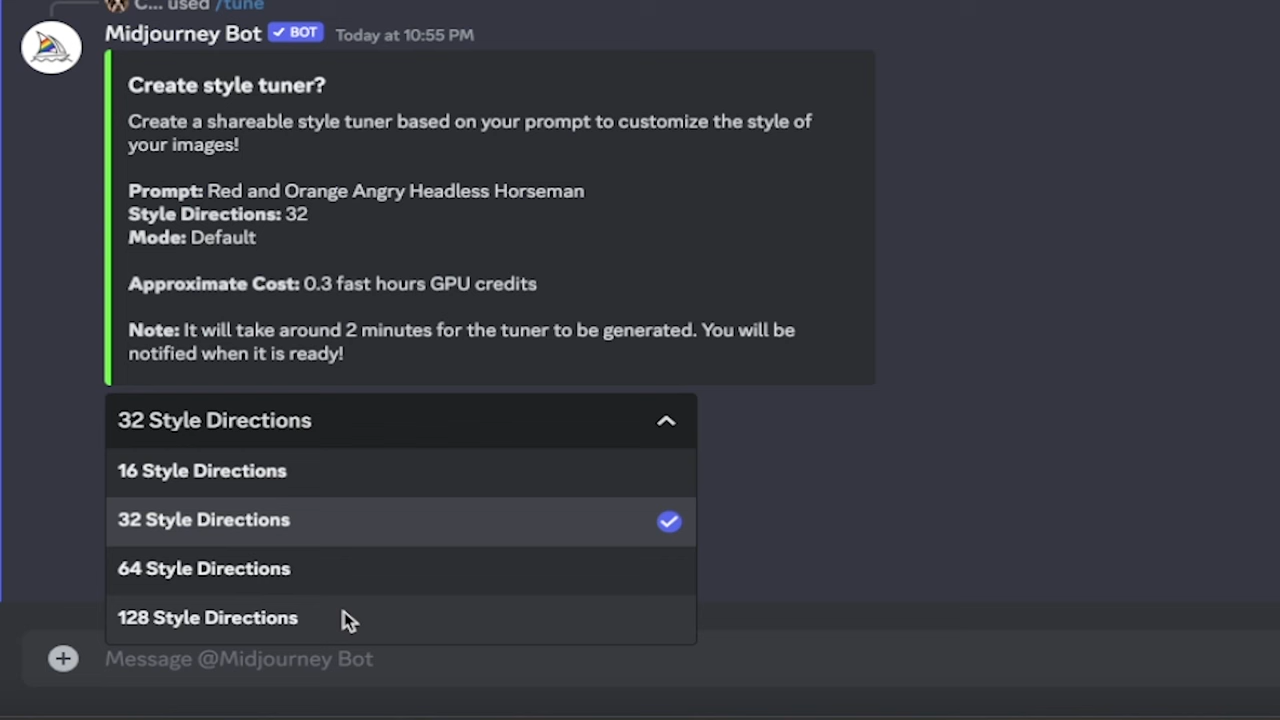 C... used /tune
Midjourney Bot ✓ BOT Today at 10:55 PM
Create style tuner?
Create a shareable style tuner based on your prompt to customize the style of
your images!
Prompt: Red and Orange Angry Headless Horseman
Style Directions: 32
Mode: Default
Approximate Cost: 0.3 fast hours GPU credits
Note: It will take around 2 minutes for the tuner to be generated. You will be
notified when it is ready!
32 Style Directions
16 Style Directions
32 Style Directions
64 Style Directions
128 Style Directions
Message @Midjourney Bot